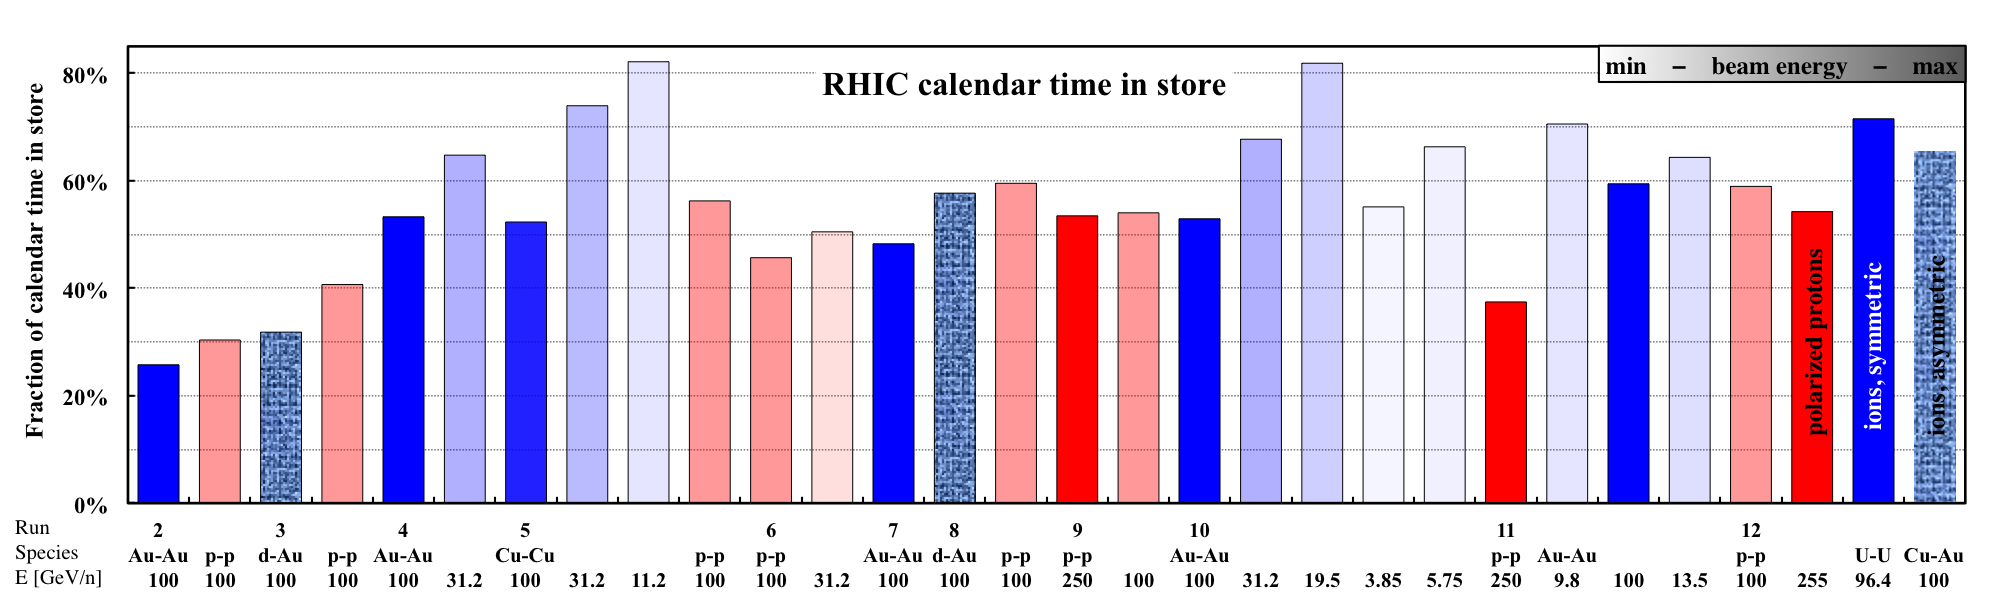 RHIC calendar time in store
min – beam energy – max
Fraction of calendar time in store
80%
60%
40%
20%
0%
polarized protons
ions, symmetric
ions, asymmetric
Run 2 3 4 5 6 7 8 9 10 11 12
Species Au-Au p-p d-Au p-p Au-Au Cu-Cu p-p p-p Au-Au d-Au p-p p-p Au-Au p-p Au-Au p-p U-U Cu-Au
E [GeV/n] 100 100 100 100 100 31.2 100 31.2 11.2 100 100 31.2 100 100 100 250 100 100 31.2 19.5 3.85 5.75 250 9.8 100 13.5 100 255 96.4 100